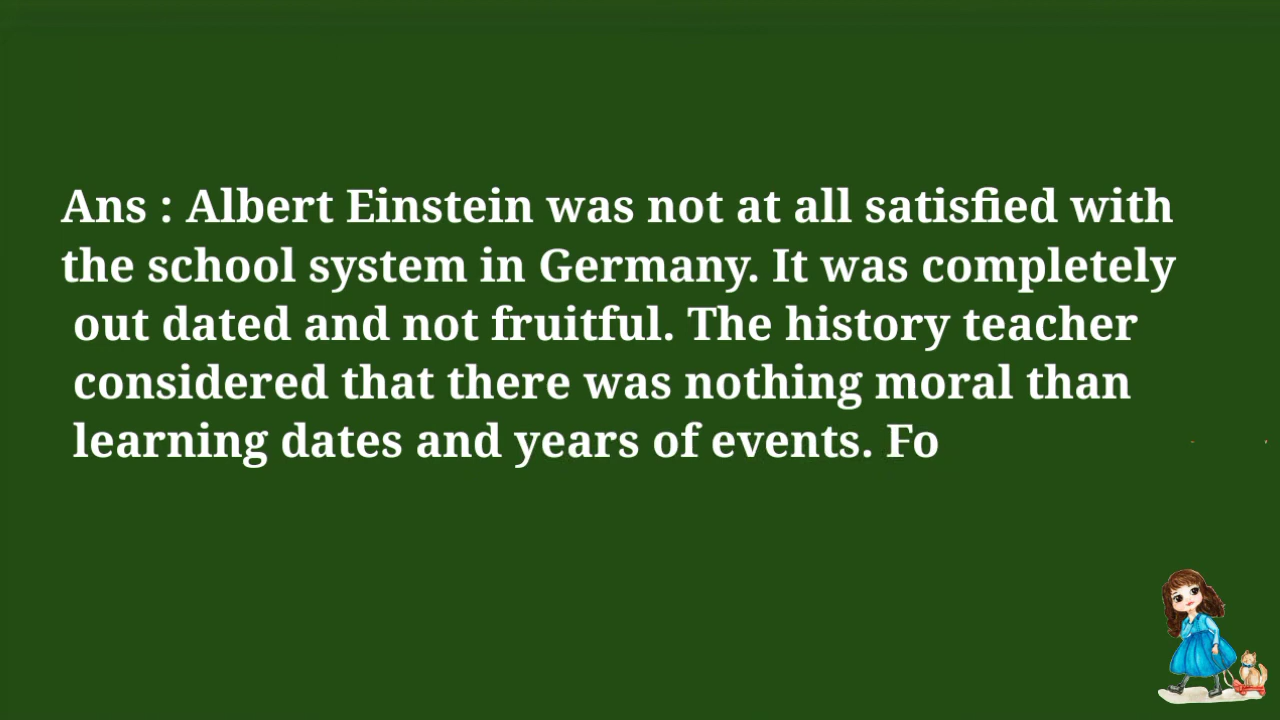 Ans : Albert Einstein was not at all satisfied with
the school system in Germany. It was completely
out dated and not fruitful. The history teacher
considered that there was nothing moral than
learning dates and years of events. Fo